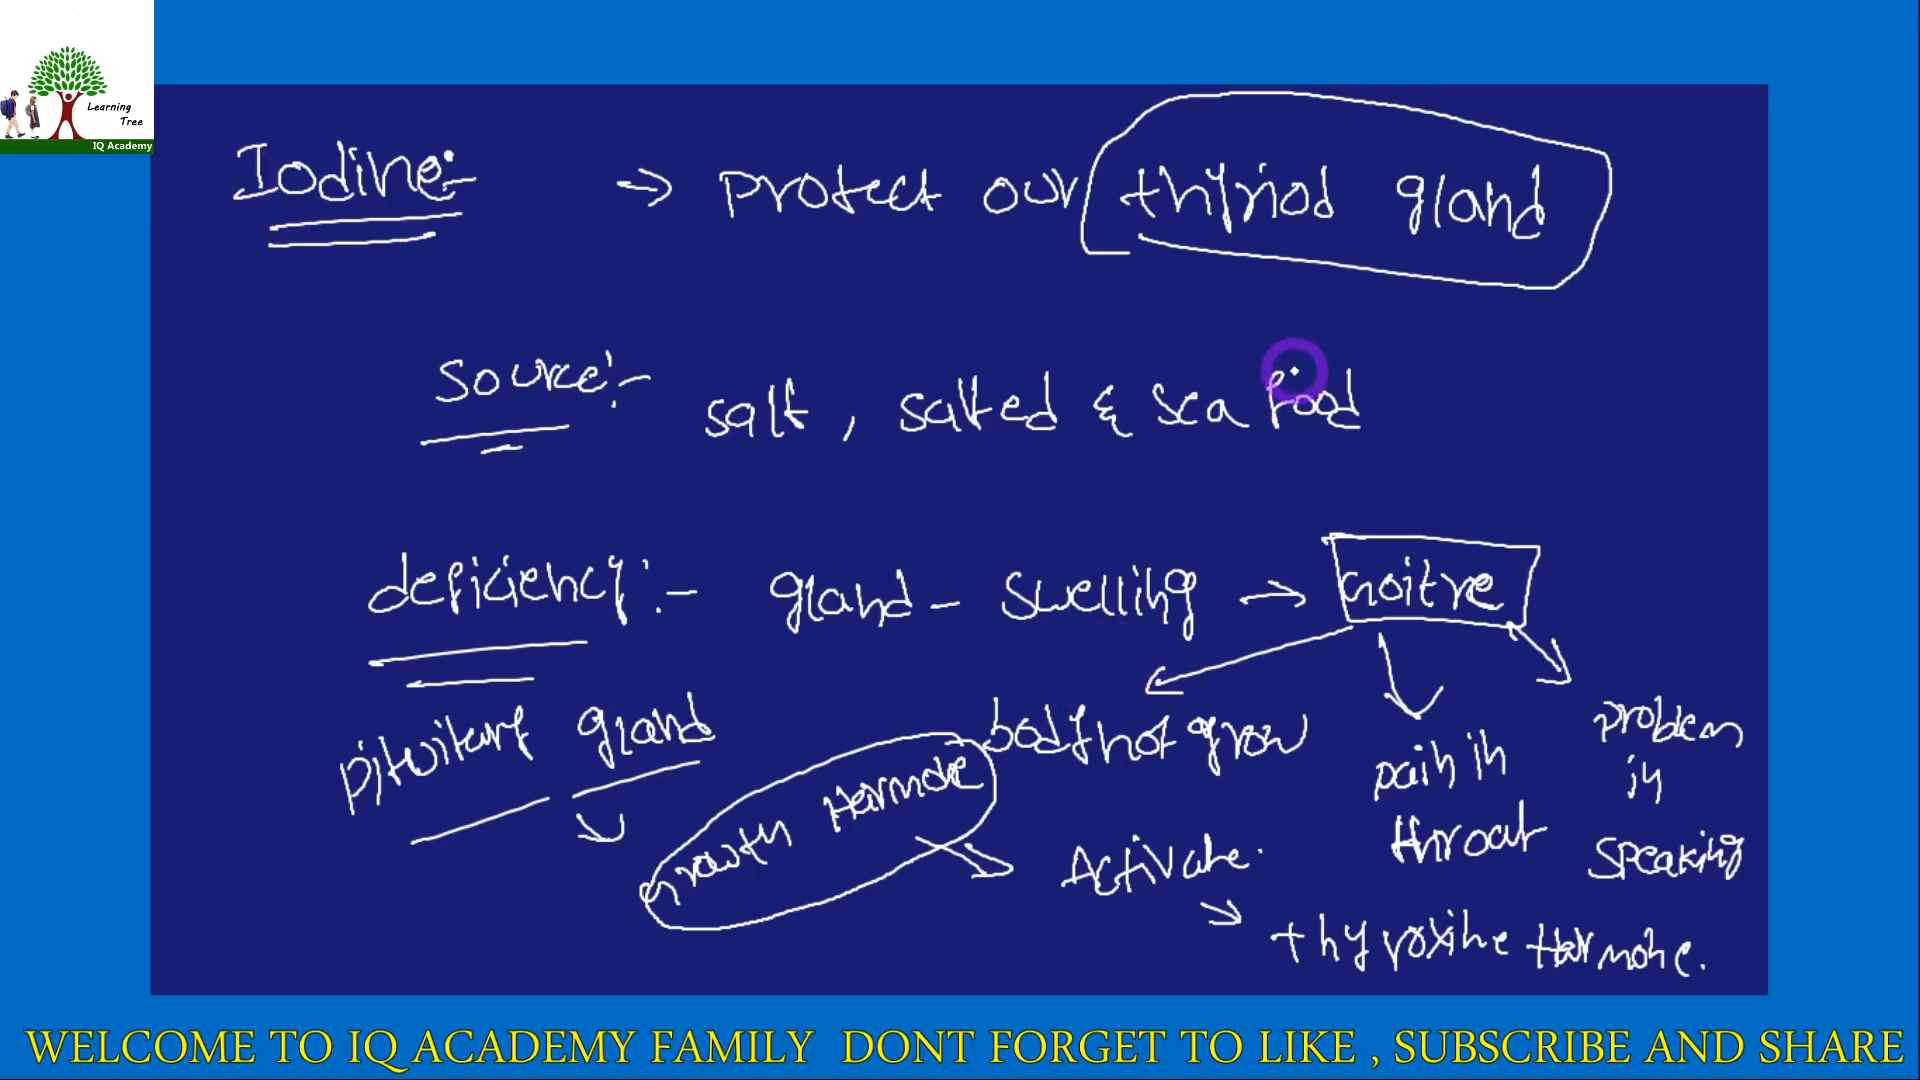 Learning
Tree
IQ Academy
Iodine:- → protect our thyriod gland
Source:- salt, salted & sea food
deficiency:- gland - swelling → Goitre
pituitary gland
Growth Hormone
body not grow
pain in
throat
problem
in
speaking
Activate.
thyroxine Hormone.
WELCOME TO IQ ACADEMY FAMILY DONT FORGET TO LIKE , SUBSCRIBE AND SHARE